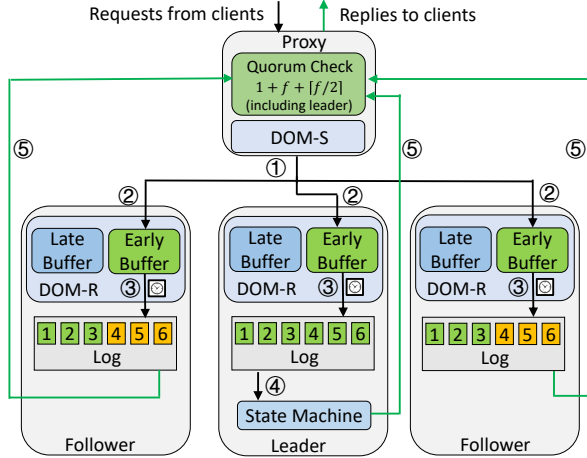 Requests from clients
Replies to clients
Proxy
Quorum Check
1 + f + ⌈f/2⌉
(including leader)
DOM-S
⑤
⑤
⑤
①
②
②
②
Late
Buffer
Early
Buffer
③
DOM-R
1 2 3 4 5 6
Log
Follower
Late
Buffer
Early
Buffer
③
DOM-R
1 2 3 4 5 6
Log
④
State Machine
Leader
Late
Buffer
Early
Buffer
③
DOM-R
1 2 3 4 5 6
Log
Follower